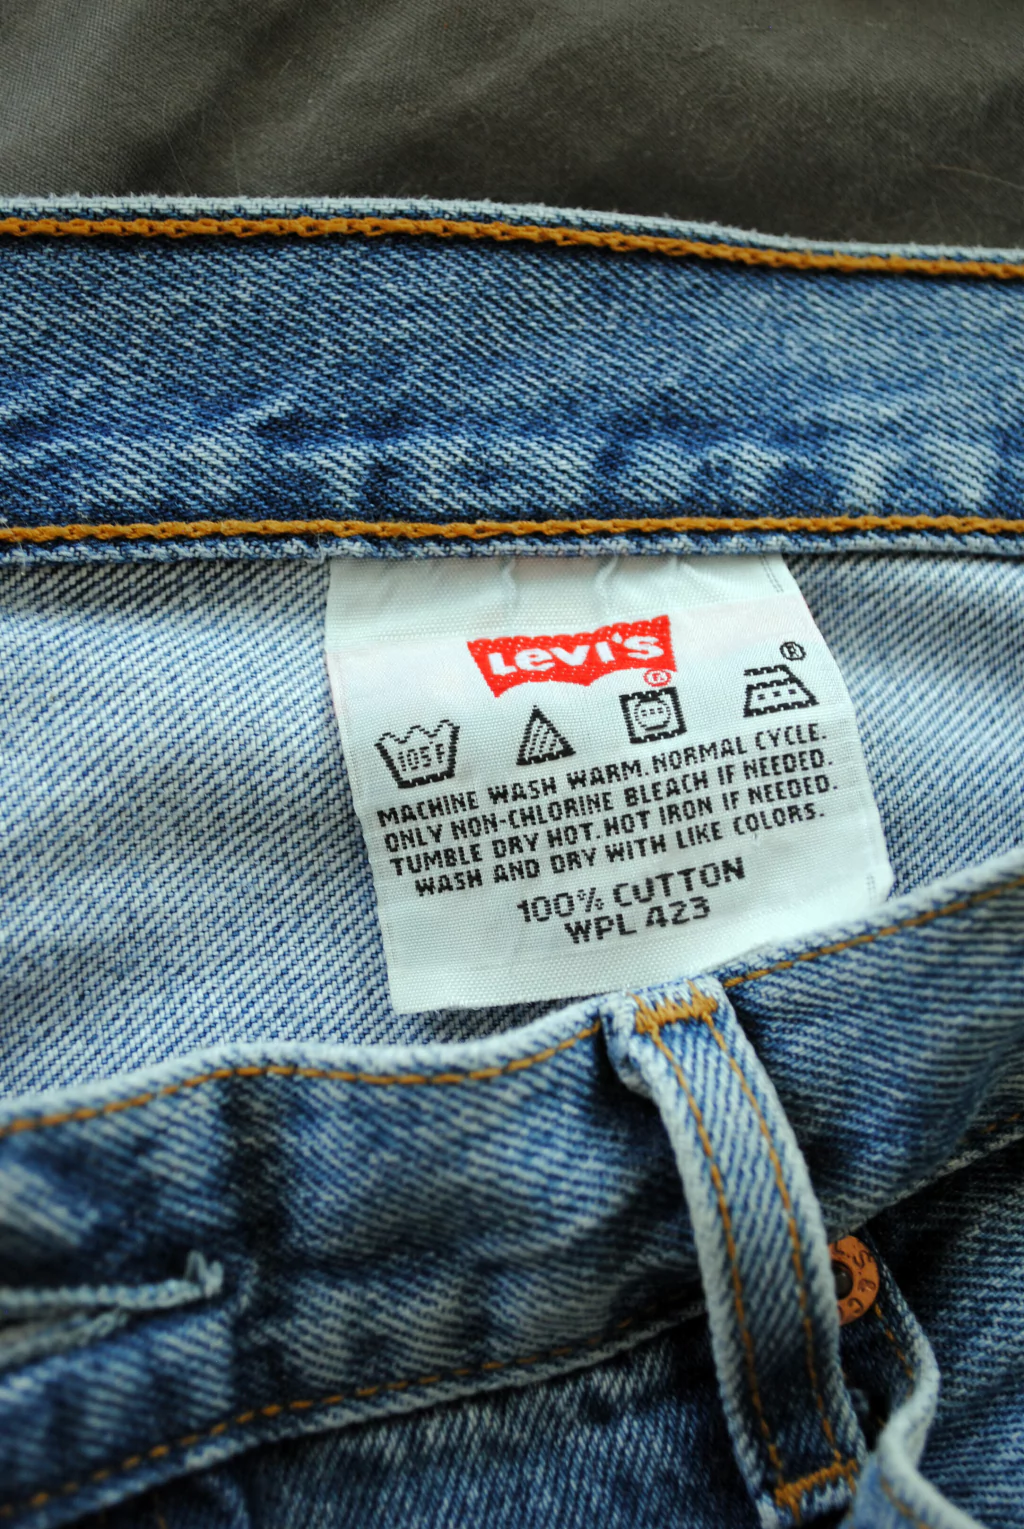 Levi's
®
®
105F
MACHINE WASH WARM. NORMAL CYCLE.
ONLY NON-CHLORINE BLEACH IF NEEDED.
TUMBLE DRY HOT. HOT IRON IF NEEDED.
WASH AND DRY WITH LIKE COLORS.
100% COTTON
WPL 423
S. & C